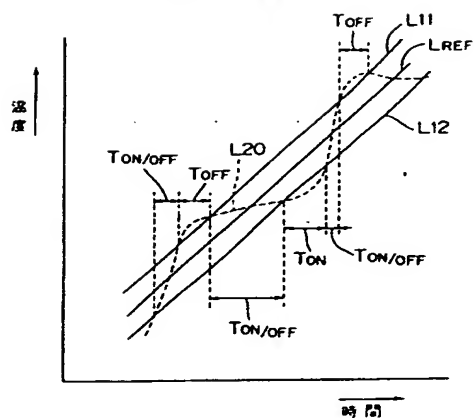 TOFF
L11
LREF
L12
温度
TON/OFF
TOFF
L20
TON
TON/OFF
TON/OFF
時間